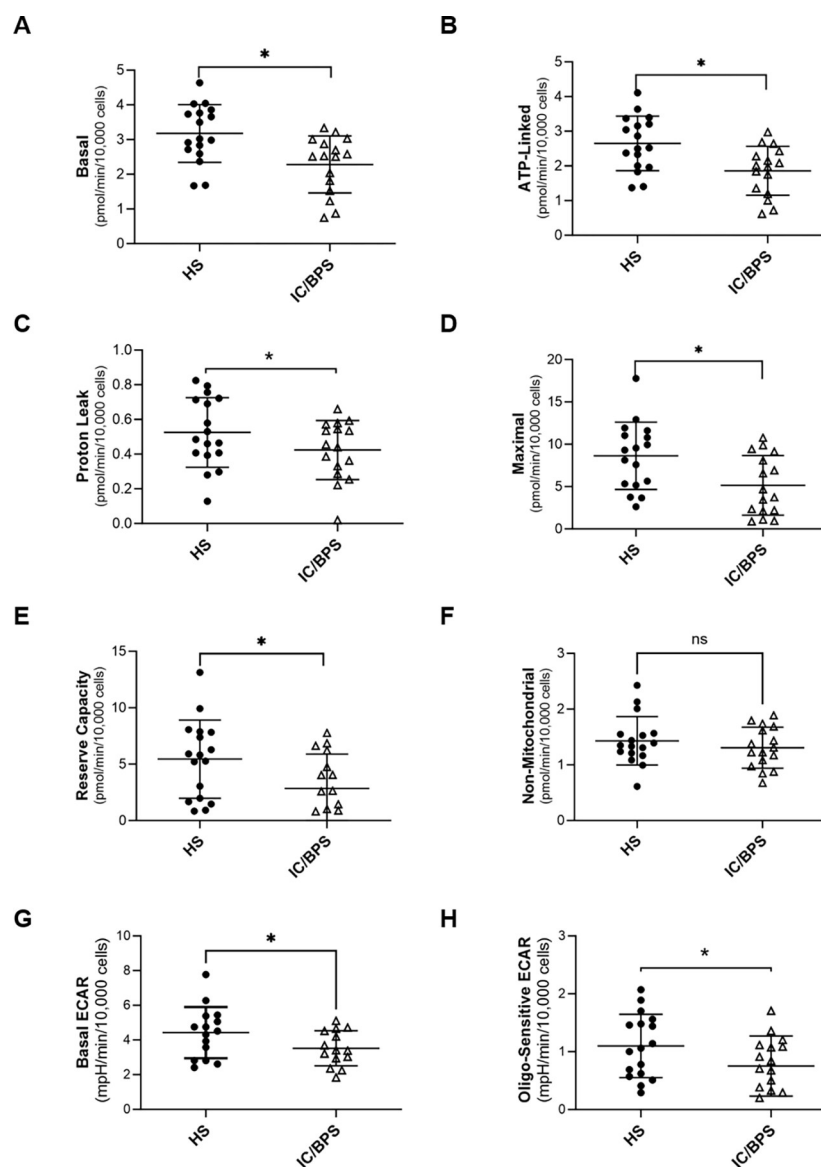 A
*
Basal
(pmol/min/10,000 cells)
5
4
3
2
1
0
HS
IC/BPS
B
*
ATP-Linked
(pmol/min/10,000 cells)
5
4
3
2
1
0
HS
IC/BPS
C
*
Proton Leak
(pmol/min/10,000 cells)
1.0
0.8
0.6
0.4
0.2
0.0
HS
IC/BPS
D
*
Maximal
(pmol/min/10,000 cells)
20
15
10
5
0
HS
IC/BPS
E
*
Reserve Capacity
(pmol/min/10,000 cells)
15
10
5
0
HS
IC/BPS
F
ns
Non-Mitochondrial
(pmol/min/10,000 cells)
3
2
1
0
HS
IC/BPS
G
*
Basal ECAR
(mpH/min/10,000 cells)
10
8
6
4
2
0
HS
IC/BPS
H
*
Oligo-Sensitive ECAR
(mpH/min/10,000 cells)
3
2
1
0
HS
IC/BPS